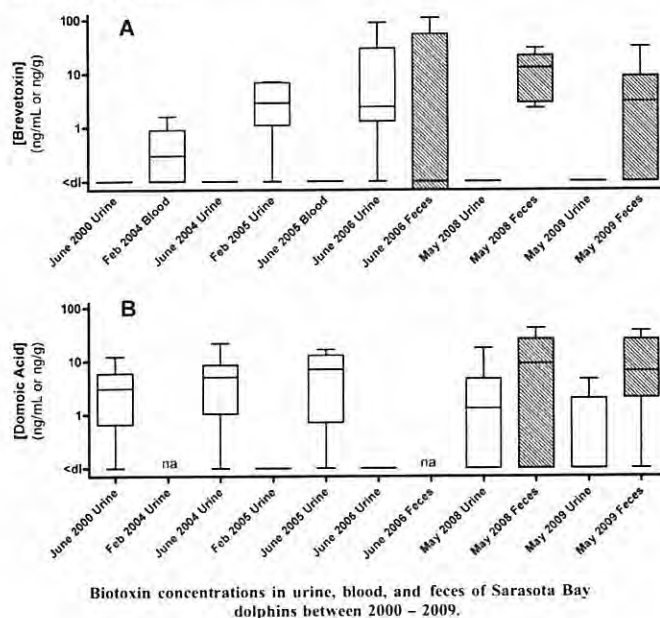 A
[Brevetoxin]
(ng/mL or ng/g)
100
10
1
<dl
June 2000 Urine
Feb 2004 Blood
June 2004 Urine
Feb 2005 Urine
June 2005 Blood
June 2006 Urine
June 2006 Feces
May 2008 Urine
May 2008 Feces
May 2009 Urine
May 2009 Feces
B
[Domoic Acid]
(ng/mL or ng/g)
100
10
1
<dl
na
na
June 2000 Urine
Feb 2004 Urine
June 2004 Urine
Feb 2005 Urine
June 2005 Urine
June 2006 Urine
June 2006 Feces
May 2008 Urine
May 2008 Feces
May 2009 Urine
May 2009 Feces
Biotoxin concentrations in urine, blood, and feces of Sarasota Bay
dolphins between 2000 – 2009.